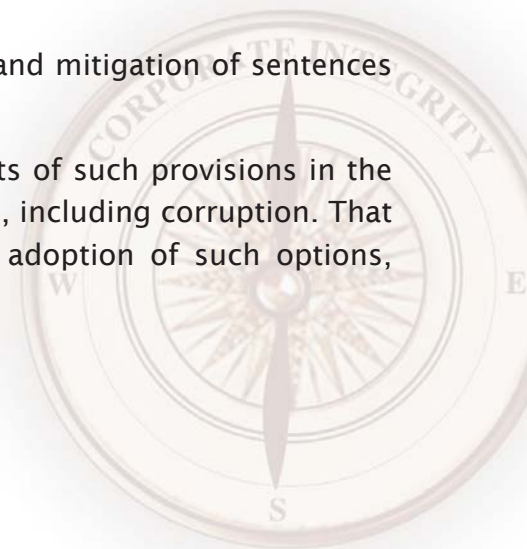 and mitigation of sentences
ts of such provisions in the
, including corruption. That
adoption of such options,
CORPORATE INTEGRITY
W
E
S